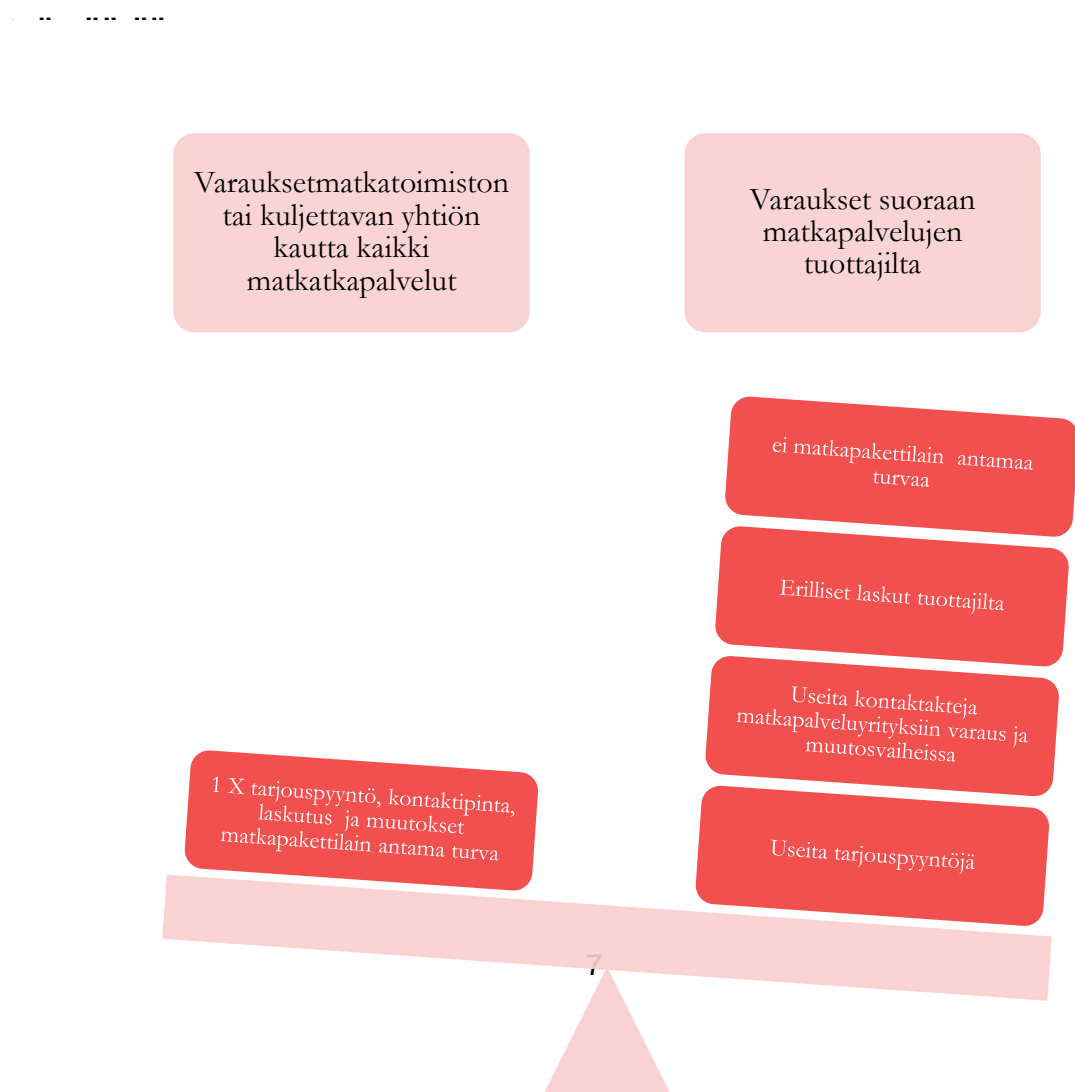 Varauksetmatkatoimiston
tai kuljettavan yhtiön
kautta kaikki
matkatkapalvelut
Varaukset suoraan
matkapalvelujen
tuottajilta
ei matkapakettilain antamaa
turvaa
Erilliset laskut tuottajilta
Useita kontaktakteja
matkapalveluyrityksiin varaus ja
muutosvaiheissa
Useita tarjouspyyntöjä
1 X tarjouspyyntö, kontaktipinta,
laskutus ja muutokset
matkapakettilain antama turva
7